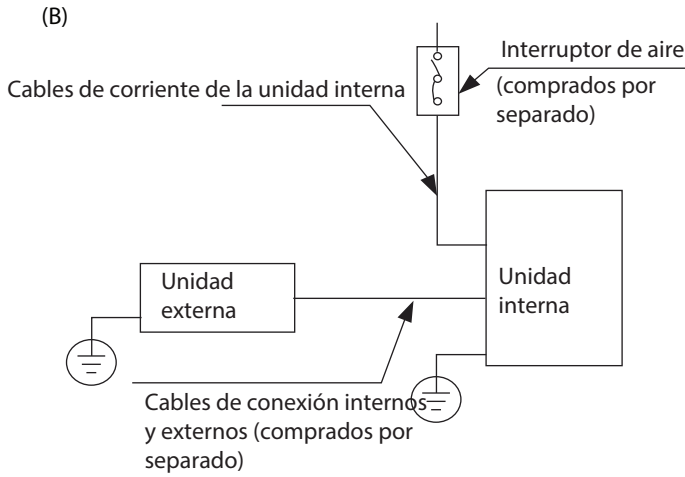 (B)
Interruptor de aire
(comprados por
separado)
Cables de corriente de la unidad interna
Unidad
interna
Unidad
externa
Cables de conexión internos
y externos (comprados por
separado)